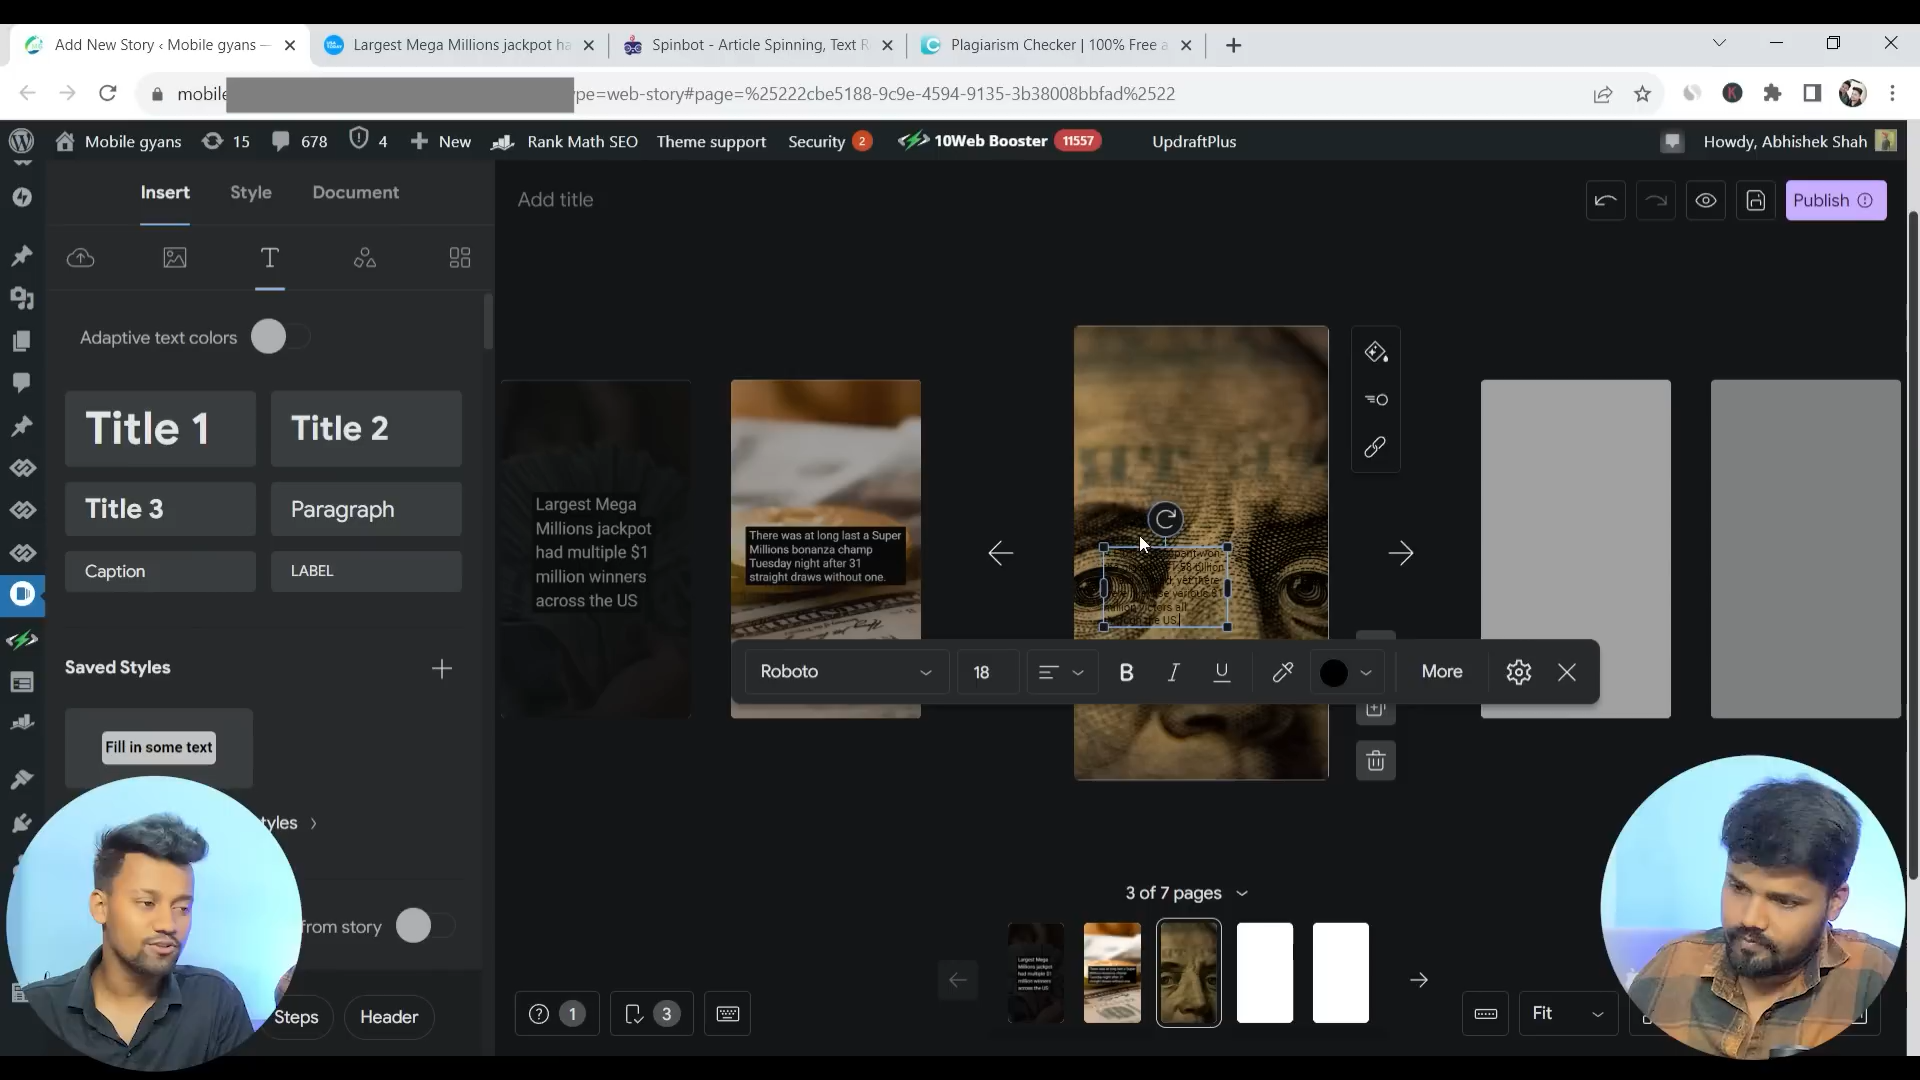 Add New Story ‹ Mobile gyans —
Largest Mega Millions jackpot ha
Spinbot - Article Spinning, Text R
Plagiarism Checker | 100% Free a
mobile
ype=web-story#page=%25222cbe5188-9c9e-4594-9135-3b38008bbfad%2522
Mobile gyans
15
678
4
New
Rank Math SEO
Theme support
Security 2
10Web Booster 11557
UpdraftPlus
Howdy, Abhishek Shah
Insert
Style
Document
Add title
Publish
Adaptive text colors
Title 1
Title 2
Title 3
Paragraph
Caption
LABEL
Saved Styles
Fill in some text
tyles
from story
Steps
Header
Largest Mega
Millions jackpot
had multiple $1
million winners
across the US
There was at long last a Super
Millions bonanza champ
Tuesday night after 31
straight draws without one.
yet there
the US.
Roboto
18
B
I
U
More
3 of 7 pages
1
3
Fit